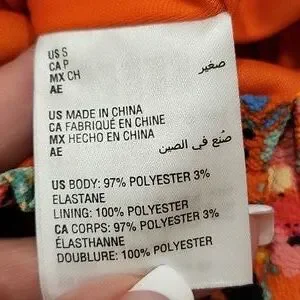 US S
CA P
MX CH
AE صغير
US MADE IN CHINA
CA FABRIQUÉ EN CHINE
MX HECHO EN CHINA
AE صُنع في الصين
US BODY: 97% POLYESTER 3%
ELASTANE
LINING: 100% POLYESTER
CA CORPS: 97% POLYESTER 3%
ÉLASTHANNE
DOUBLURE: 100% POLYESTER